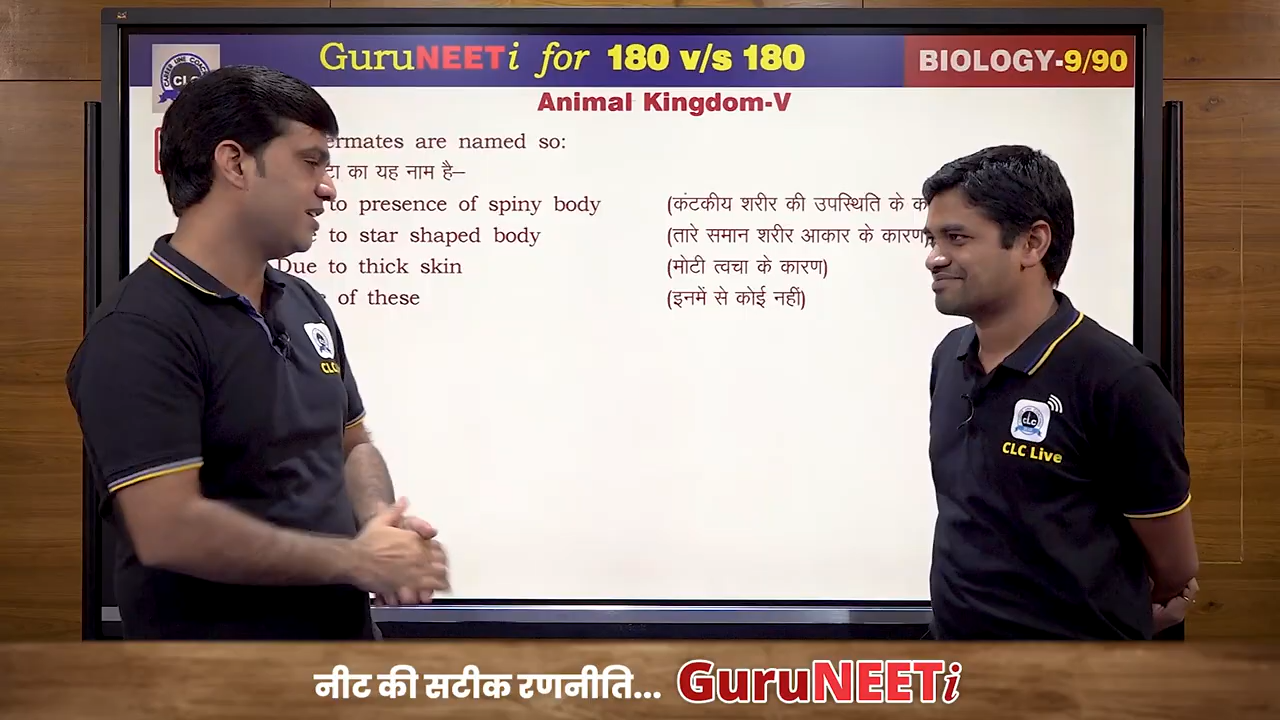 GuruNEETi for 180 v/s 180
BIOLOGY-9/90
Animal Kingdom-V
ermates are named so:
का यह नाम है–
to presence of spiny body (कंटकीय शरीर की उपस्थिति के
to star shaped body (तारे समान शरीर आकार के कारण)
Due to thick skin (मोटी त्वचा के कारण)
of these (इनमें से कोई नहीं)
CLC
CLC Live
नीट की सटीक रणनीति... GuruNEETi